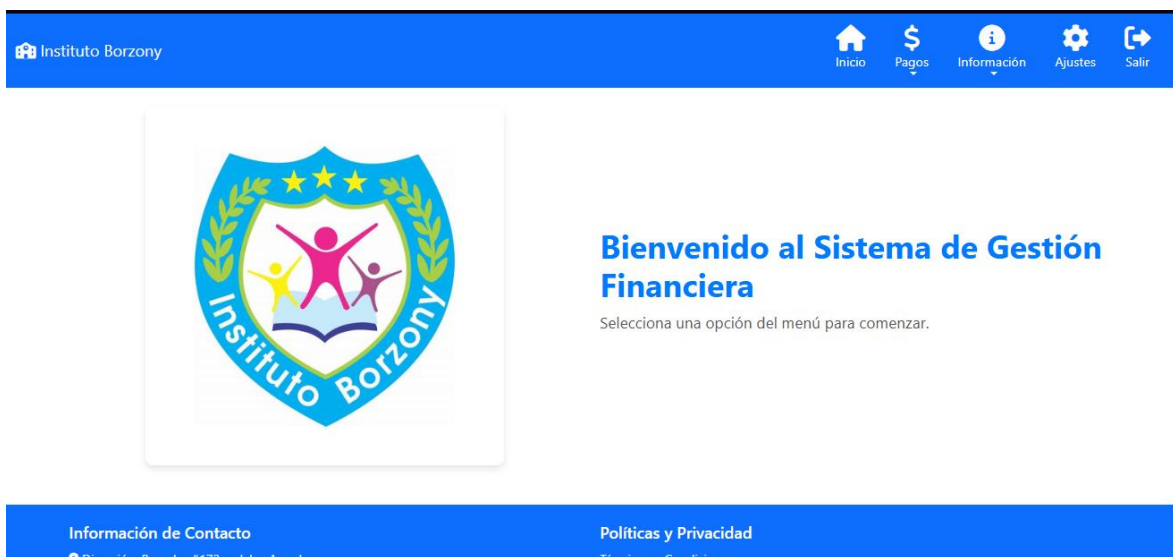 Instituto Borzony
Inicio
Pagos
Información
Ajustes
Salir
Instituto Borzony
Bienvenido al Sistema de Gestión
Financiera
Selecciona una opción del menú para comenzar.
Información de Contacto
Políticas y Privacidad